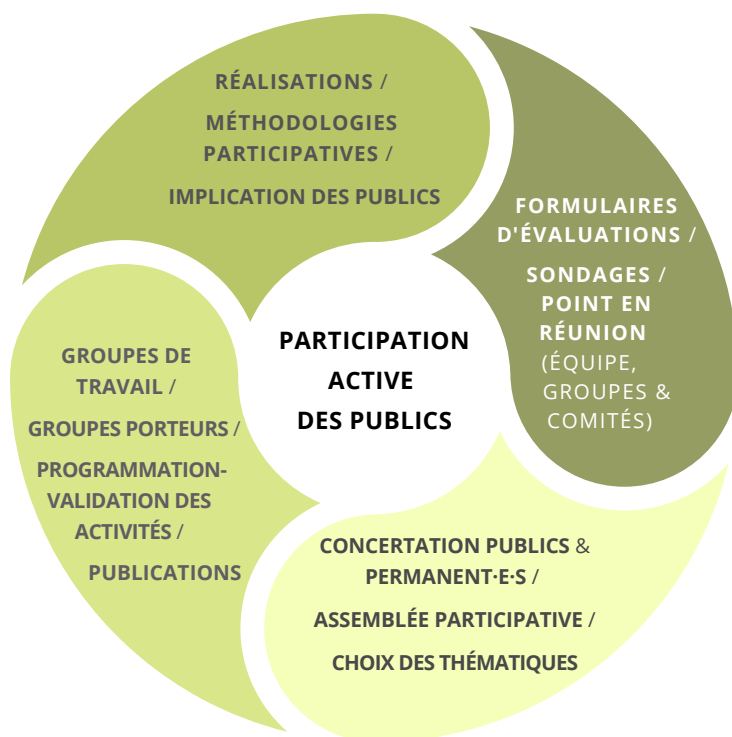 RÉALISATIONS /
MÉTHODOLOGIES
PARTICIPATIVES /
IMPLICATION DES PUBLICS
FORMULAIRES
D'ÉVALUATIONS /
SONDAGES /
POINT EN
RÉUNION
(ÉQUIPE,
GROUPES &
COMITÉS)
PARTICIPATION
ACTIVE
DES PUBLICS
GROUPES DE
TRAVAIL /
GROUPES PORTEURS /
PROGRAMMATION-
VALIDATION DES
ACTIVITÉS /
PUBLICATIONS
CONCERTATION PUBLICS &
PERMANENT·E·S /
ASSEMBLÉE PARTICIPATIVE /
CHOIX DES THÉMATIQUES